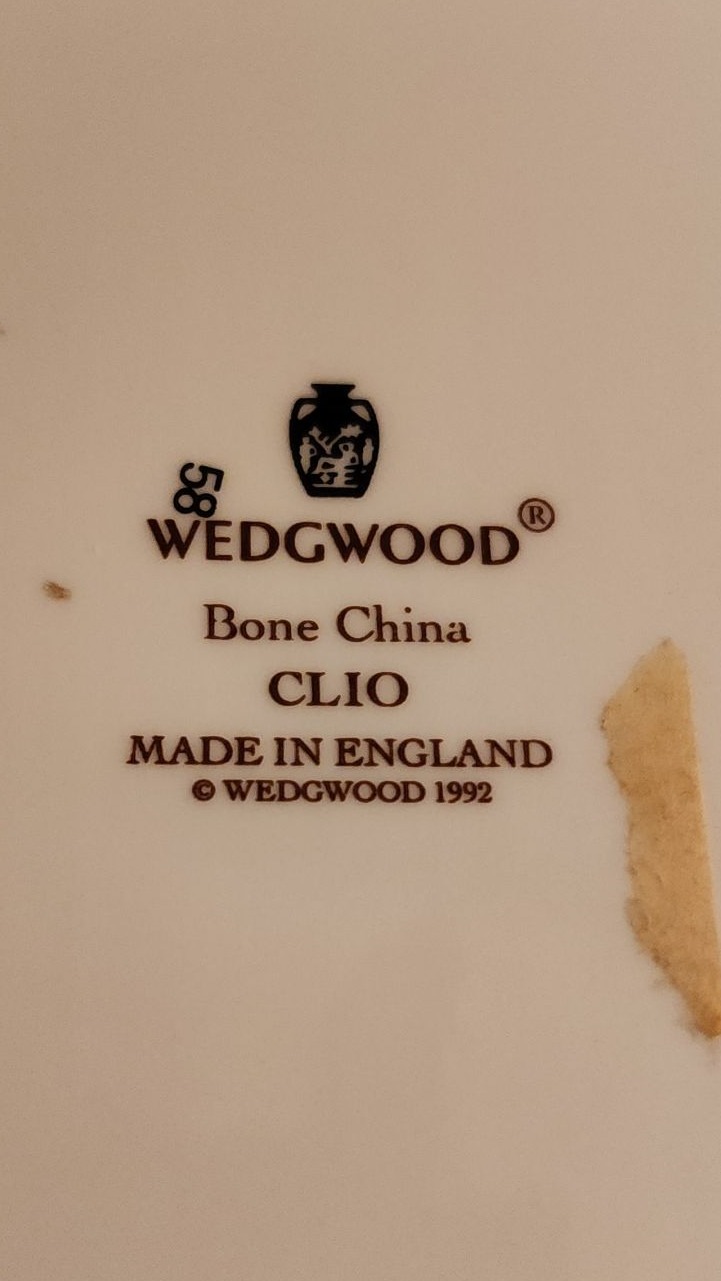 58
WEDGWOOD®
Bone China
CLIO
MADE IN ENGLAND
© WEDGWOOD 1992